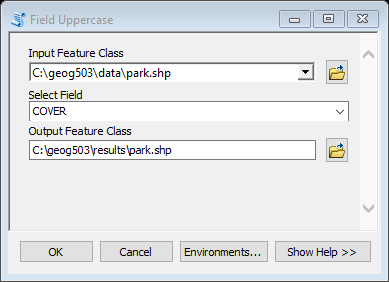 Field Uppercase
Input Feature Class
C:\geog503\data\park.shp
Select Field
COVER
Output Feature Class
C:\geog503\results\park.shp
OK Cancel Environments... Show Help >>